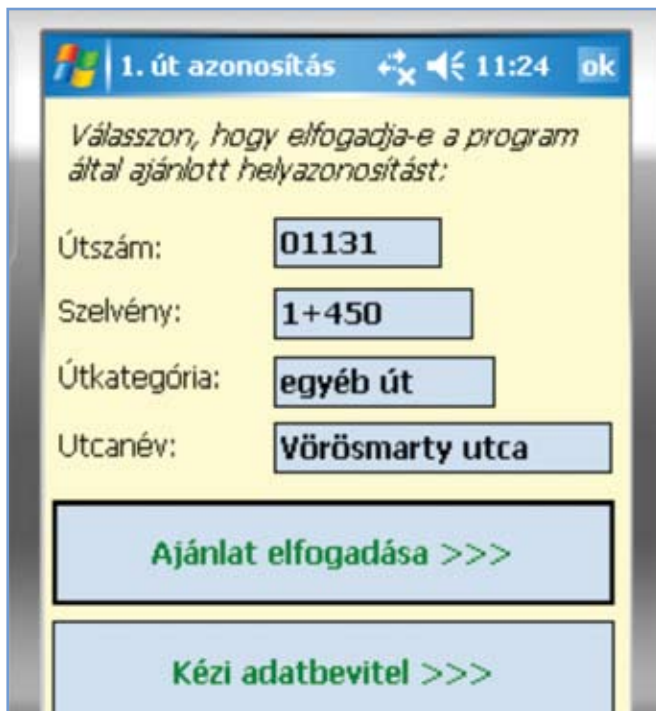 1. út azonosítás 11:24 ok
Válasszon, hogy elfogadja-e a program
által ajánlott helyazonosítást:
Útszám: 01131
Szelvény: 1+450
Útkategória: egyéb út
Utcanév: Vörösmarty utca
Ajánlat elfogadása >>>
Kézi adatbevitel >>>